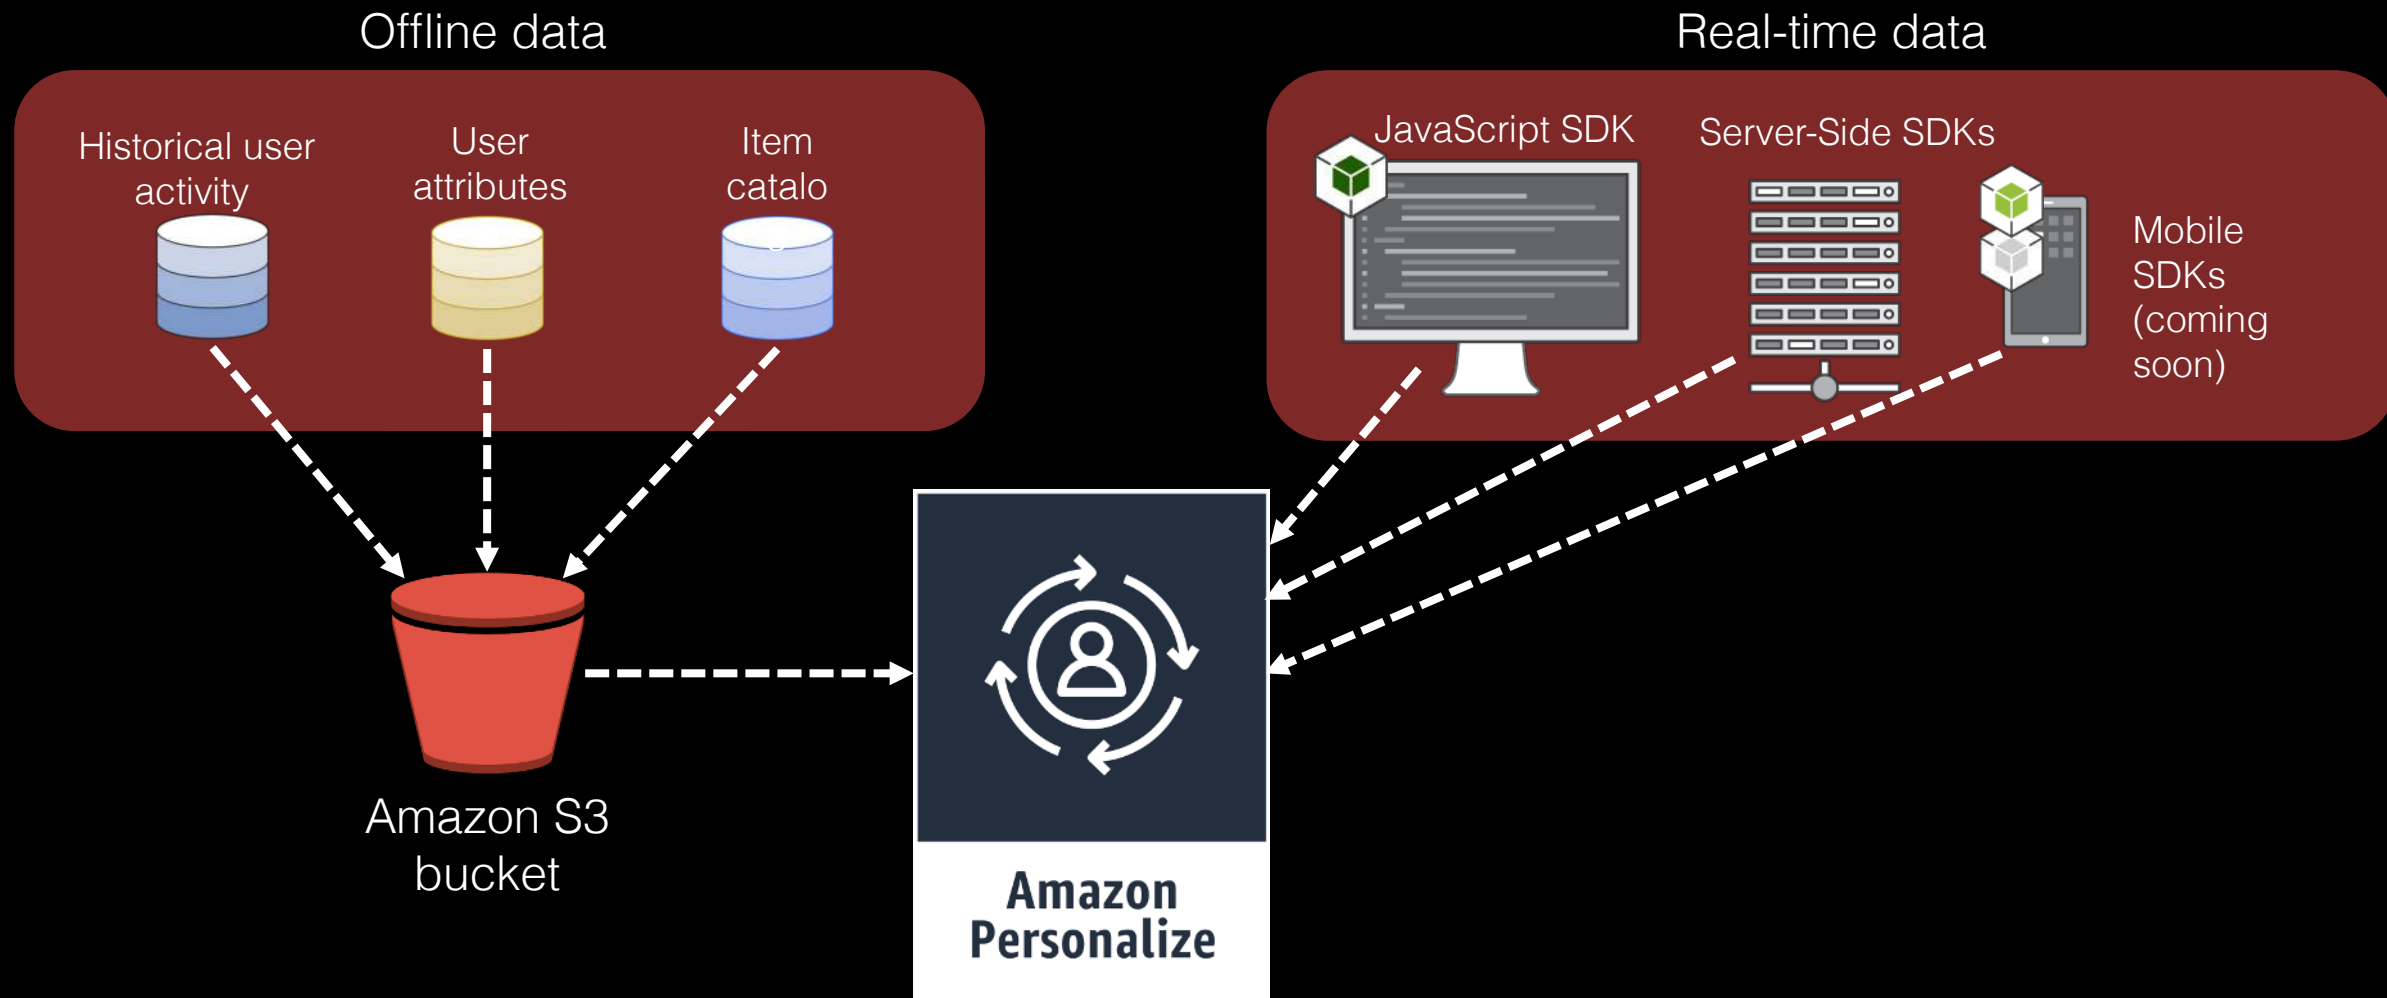 Offline data
Real-time data
Historical user
activity
User
attributes
Item
catalo
g
JavaScript SDK
Server-Side SDKs
Mobile
SDKs
(coming
soon)
Amazon S3
bucket
Amazon
Personalize